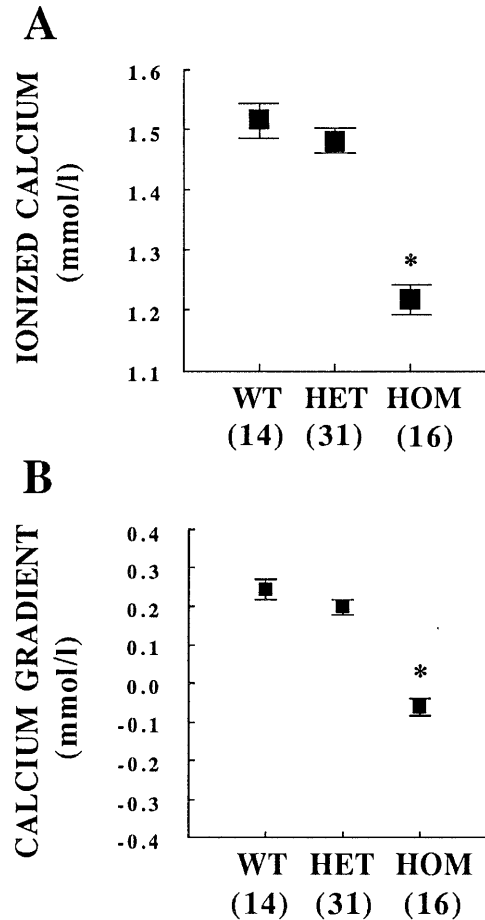 A
IONIZED CALCIUM
(mmol/l)
1.6
1.5
1.4
1.3
1.2
1.1
*
WT HET HOM
(14) (31) (16)
B
CALCIUM GRADIENT
(mmol/l)
0.4
0.3
0.2
0.1
0.0
-0.1
-0.2
-0.3
-0.4
*
WT HET HOM
(14) (31) (16)